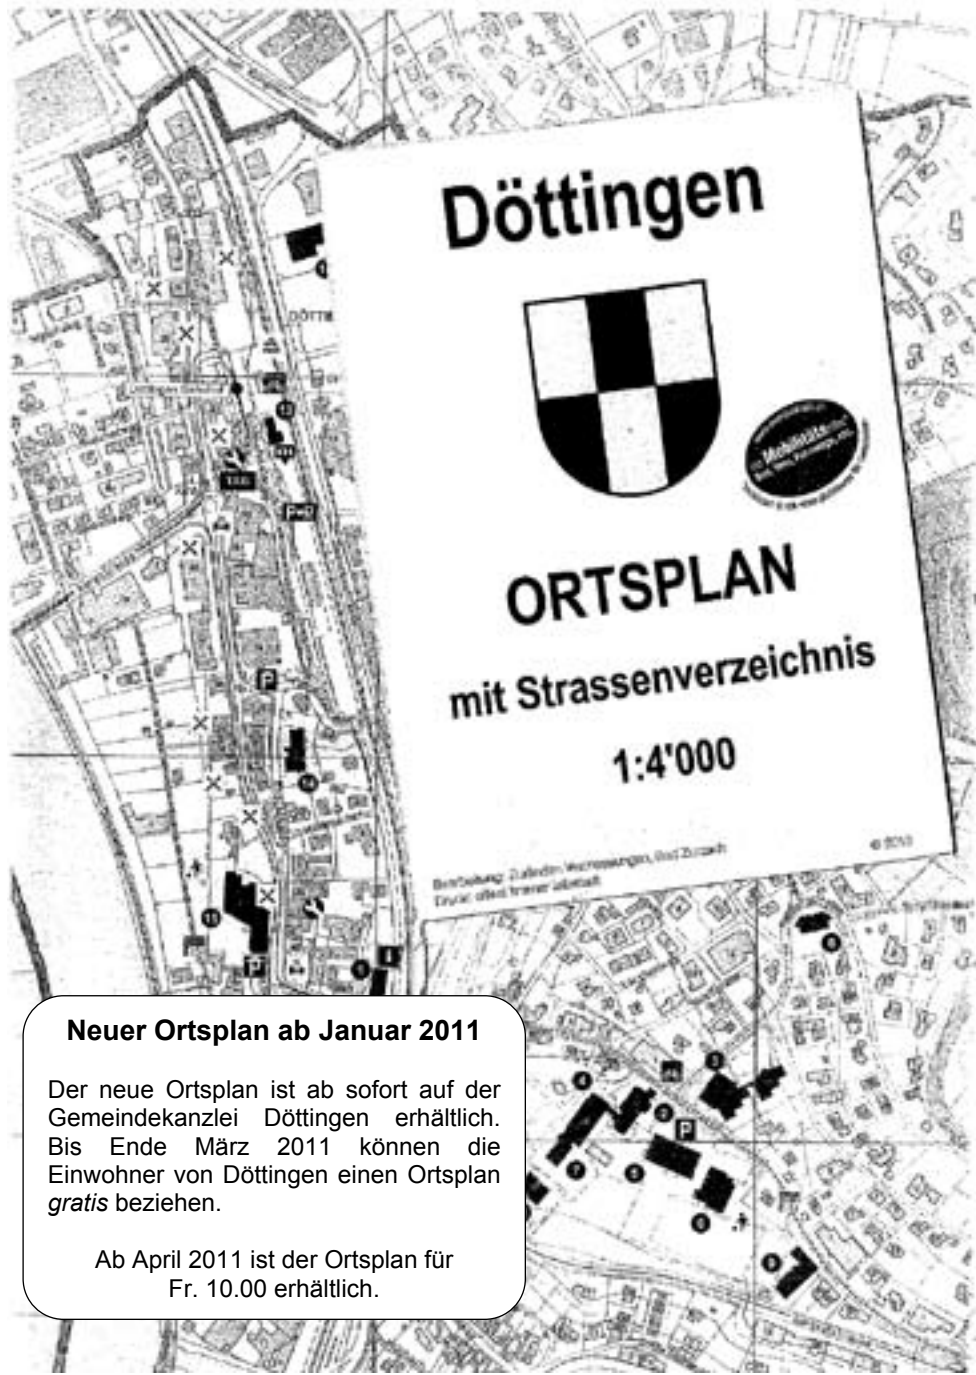 Döttingen
Mobilität
ORTSPLAN
mit Strassenverzeichnis
1:4'000
© 2010
Neuer Ortsplan ab Januar 2011
Der neue Ortsplan ist ab sofort auf der
Gemeindekanzlei Döttingen erhältlich.
Bis Ende März 2011 können die
Einwohner von Döttingen einen Ortsplan
gratis beziehen.
Ab April 2011 ist der Ortsplan für
Fr. 10.00 erhältlich.